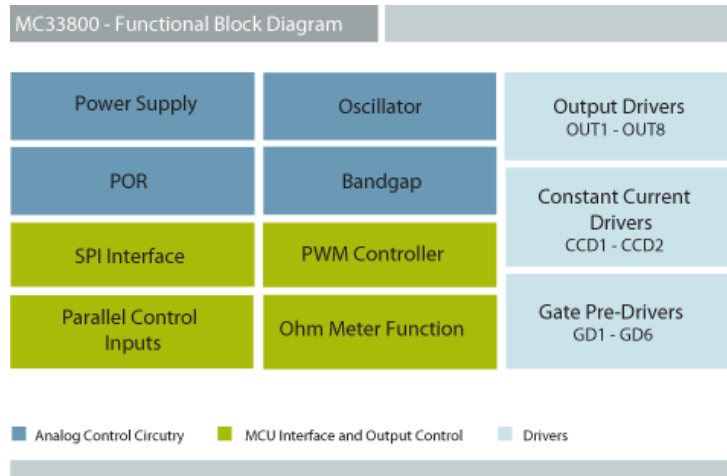 MC33800 - Functional Block Diagram
Power Supply
Oscillator
Output Drivers
OUT1 - OUT8
POR
Bandgap
Constant Current
Drivers
CCD1 - CCD2
SPI Interface
PWM Controller
Parallel Control
Inputs
Ohm Meter Function
Gate Pre-Drivers
GD1 - GD6
Analog Control Circutry
MCU Interface and Output Control
Drivers